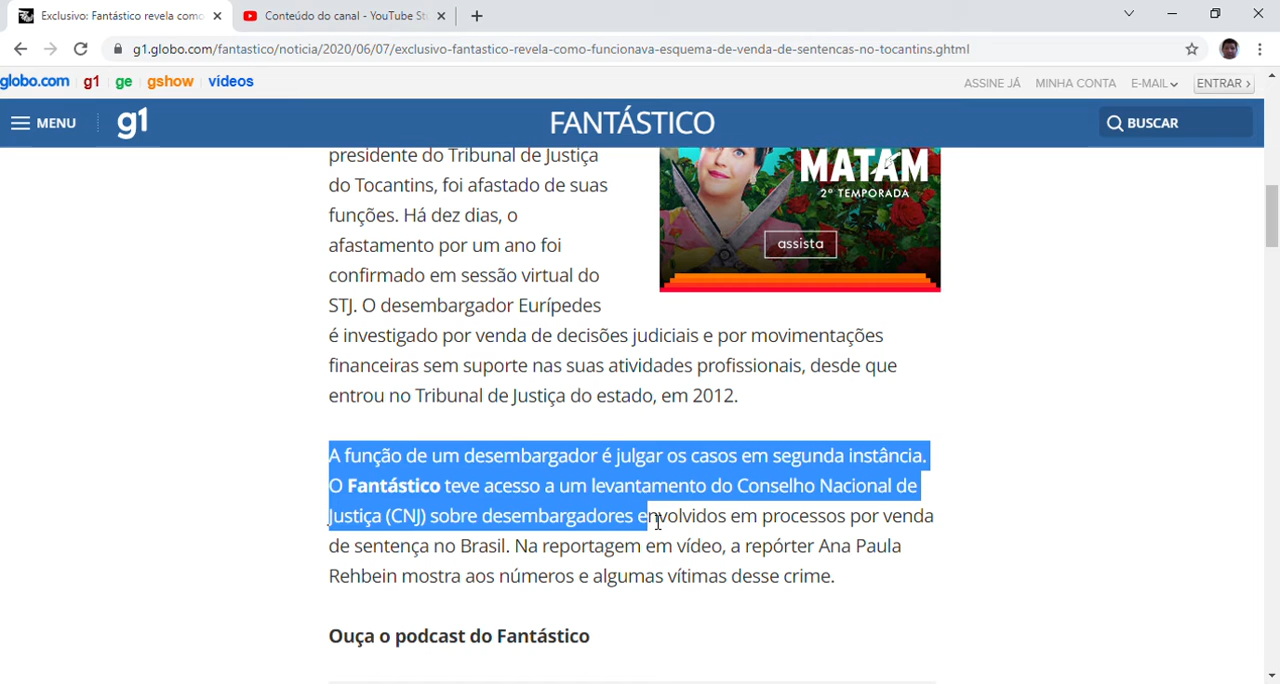 Exclusivo: Fantástico revela como
Conteúdo do canal - YouTube St
g1.globo.com/fantastico/noticia/2020/06/07/exclusivo-fantastico-revela-como-funcionava-esquema-de-venda-de-sentencas-no-tocantins.ghtml
globo.com g1 ge gshow videos
ASSINE JÁ MINHA CONTA E-MAIL ENTRAR ›
MENU g1 FANTÁSTICO BUSCAR
presidente do Tribunal de Justiça
do Tocantins, foi afastado de suas
funções. Há dez dias, o
afastamento por um ano foi
confirmado em sessão virtual do
STJ. O desembargador Eurípedes
é investigado por venda de decisões judiciais e por movimentações
financeiras sem suporte nas suas atividades profissionais, desde que
entrou no Tribunal de Justiça do estado, em 2012.
MATAM
2º TEMPORADA
assista
A função de um desembargador é julgar os casos em segunda instância.
O Fantástico teve acesso a um levantamento do Conselho Nacional de
Justiça (CNJ) sobre desembargadores envolvidos em processos por venda
de sentença no Brasil. Na reportagem em vídeo, a repórter Ana Paula
Rehbein mostra aos números e algumas vítimas desse crime.
Ouça o podcast do Fantástico